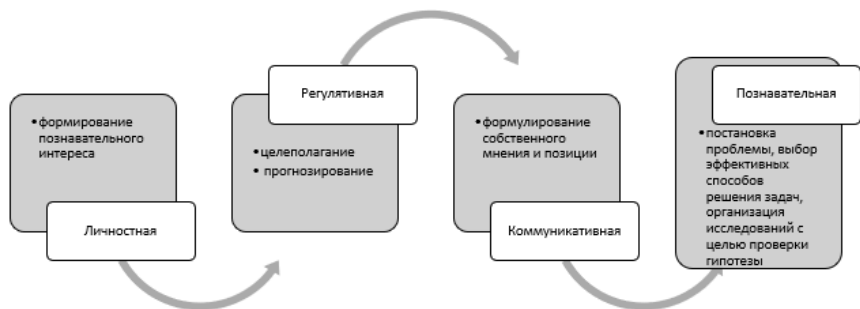 • формирование
познавательного
интереса
Личностная
Регулятивная
• целеполагание
• прогнозирование
• формулирование
собственного
мнения и позиции
Коммуникативная
Познавательная
• постановка
проблемы, выбор
эффективных
способов
решения задач,
организация
исследований с
целью проверки
гипотезы